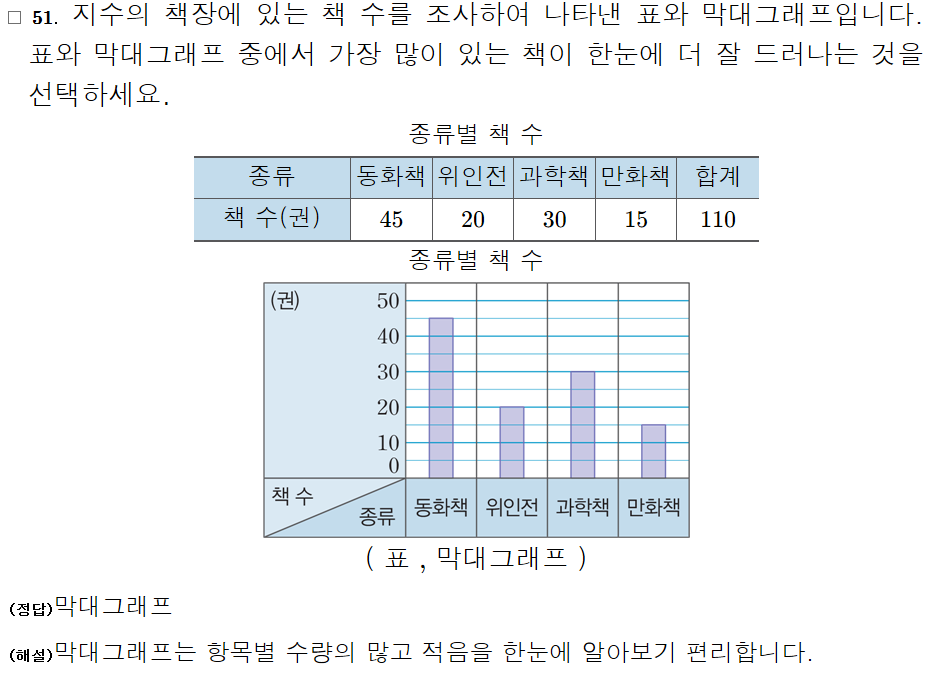 □ 51. 지수의 책장에 있는 책 수를 조사하여 나타낸 표와 막대그래프입니다.
표와 막대그래프 중에서 가장 많이 있는 책이 한눈에 더 잘 드러나는 것을
선택하세요.
종류별 책 수
종류 동화책 위인전 과학책 만화책 합계
책 수(권) 45 20 30 15 110
종류별 책 수
(권) 50
40
30
20
10
0
책 수
종류 동화책 위인전 과학책 만화책
( 표 , 막대그래프 )
(정답)막대그래프
(해설)막대그래프는 항목별 수량의 많고 적음을 한눈에 알아보기 편리합니다.